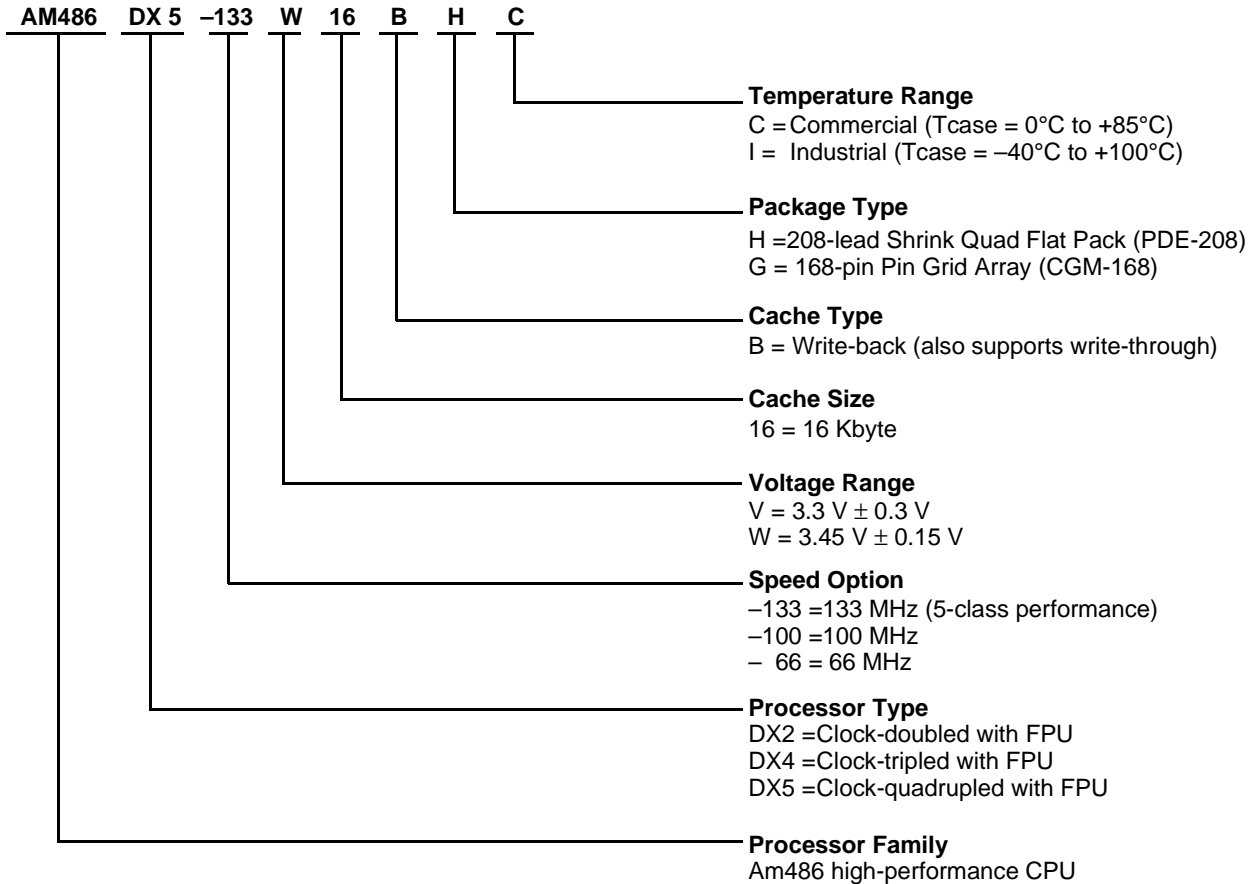 AM486 DX 5 –133 W 16 B H C
Temperature Range
C = Commercial (Tcase = 0°C to +85°C)
I = Industrial (Tcase = –40°C to +100°C)
Package Type
H =208-lead Shrink Quad Flat Pack (PDE-208)
G = 168-pin Pin Grid Array (CGM-168)
Cache Type
B = Write-back (also supports write-through)
Cache Size
16 = 16 Kbyte
Voltage Range
V = 3.3 V ± 0.3 V
W = 3.45 V ± 0.15 V
Speed Option
–133 =133 MHz (5-class performance)
–100 =100 MHz
– 66 = 66 MHz
Processor Type
DX2 =Clock-doubled with FPU
DX4 =Clock-tripled with FPU
DX5 =Clock-quadrupled with FPU
Processor Family
Am486 high-performance CPU